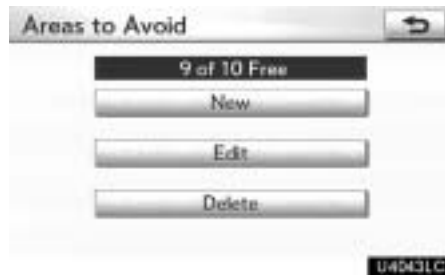 Areas to Avoid
9 of 10 Free
New
Edit
Delete
U4043LC